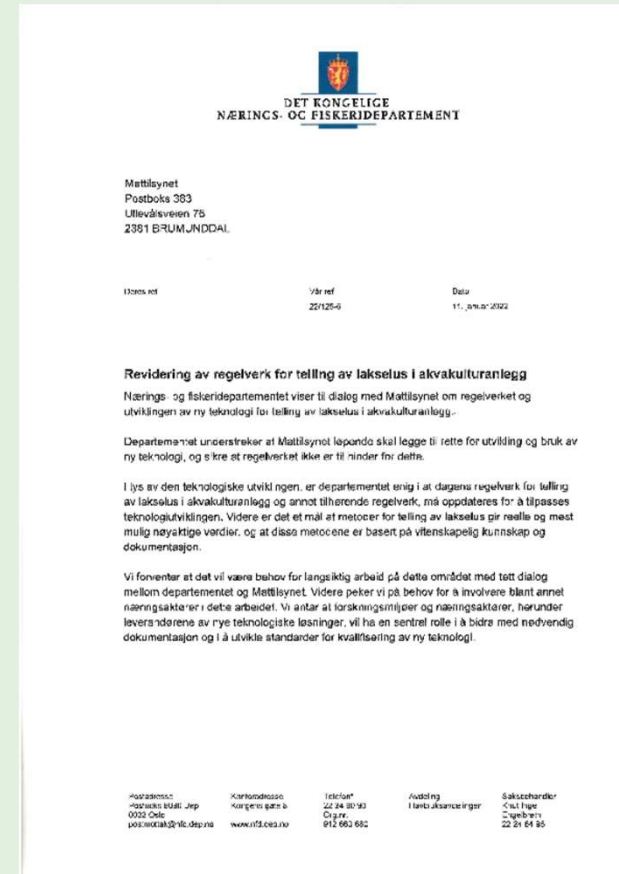 DET KONGELIGE
NÆRINGS- OG FISKERIDEPARTEMENT
Mattilsynet
Postboks 383
Ullevålsveien 76
2381 BRUMUNDDAL
Deres ref
Vår ref
Dato
22/125-6
11. januar 2022
Revidering av regelverk for telling av lakselus i akvakulturanlegg
Nærings- og fiskeridepartementet viser til dialog med Mattilsynet om regelverket og
utviklingen av ny teknologi for telling av lakselus i akvakulturanlegg.
Departementet understreker at Mattilsynet løpende skal legge til rette for utvikling og bruk av
ny teknologi, og sikre at regelverket ikke er til hinder for dette.
I lys av den teknologiske utviklingen, er departementet enig i at dagens regelverk for telling
av lakselus i akvakulturanlegg og annet tilhørende regelverk, må oppdateres for å tilpasses
teknologiutviklingen. Videre er det et mål at metoder for telling av lakselus gir reelle og mest
mulig nøyaktige verdier, og at disse metodene er basert på vitenskapelig kunnskap og
dokumentasjon.
Vi forventer at det vil være behov for langsiktig arbeid på dette området med tett dialog
mellom departementet og Mattilsynet. Videre peker vi på behov for å involvere blant annet
næringsaktører i dette arbeidet. Vi antar at forskningsmiljøer og næringsaktører, herunder
leverandørene av nye teknologiske løsninger, vil ha en sentral rolle i å bidra med nødvendig
dokumentasjon og i å utvikle standarder for kvalifisering av ny teknologi.
Postadresse
Postboks 8090 Dep
0032 Oslo
postmottak@nfd.dep.no
Kontoradresse
Kongens gate 8
www.nfd.dep.no
Telefon*
22 24 90 90
Org.nr.
912 660 680
Avdeling
Havbruksavdelingen
Saksbehandler
Knut Inge
Engelbreth